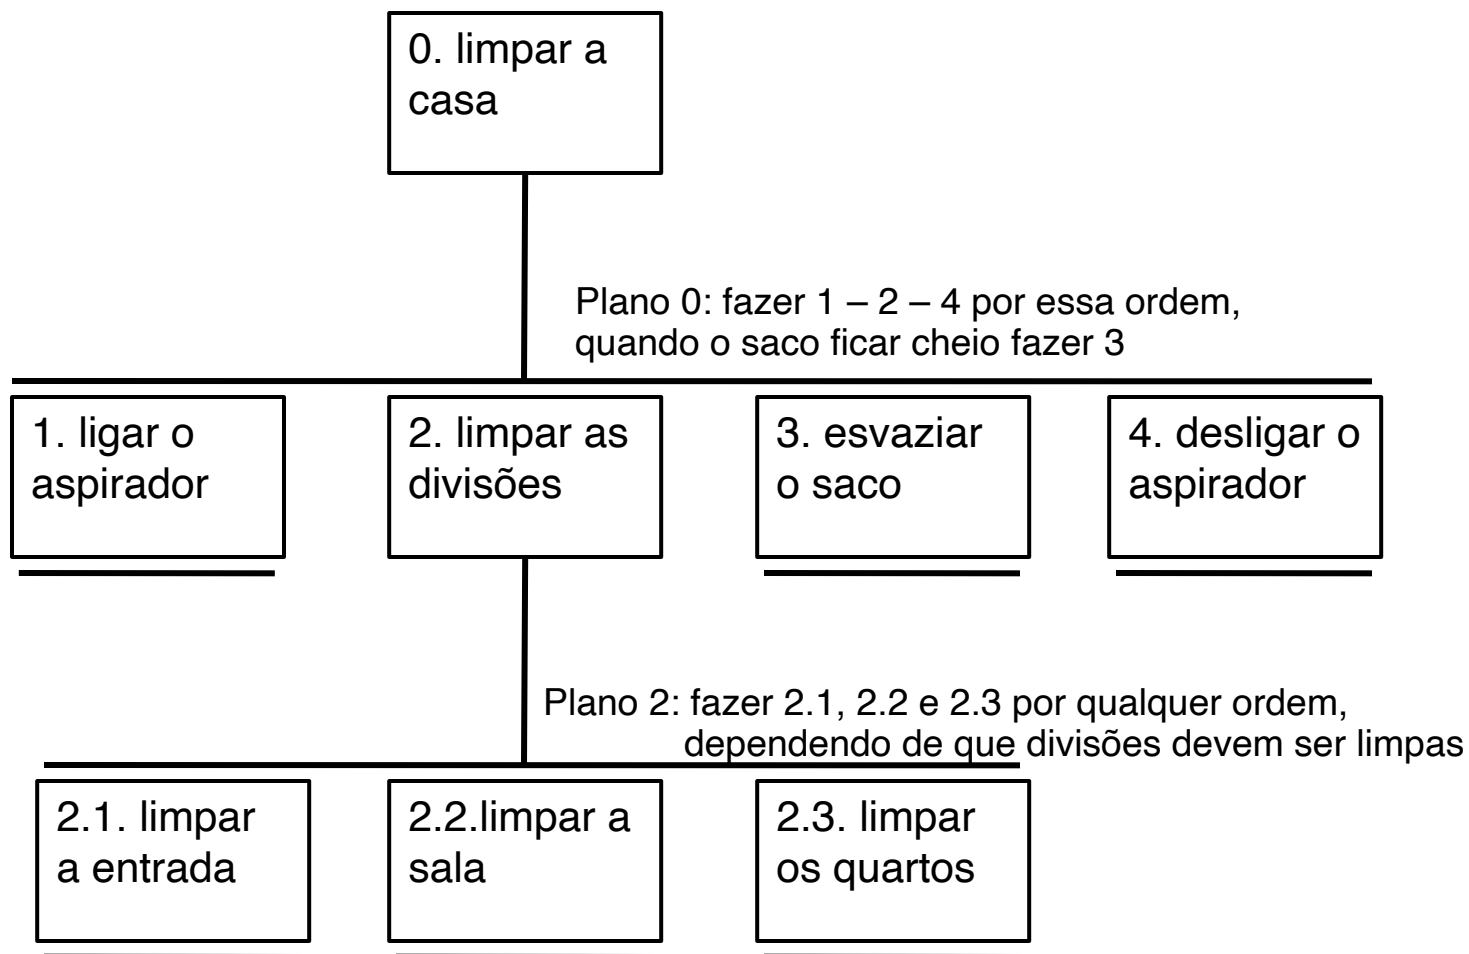 0. limpar a
casa
Plano 0: fazer 1 – 2 – 4 por essa ordem,
quando o saco ficar cheio fazer 3
1. ligar o
aspirador
2. limpar as
divisões
3. esvaziar
o saco
4. desligar o
aspirador
Plano 2: fazer 2.1, 2.2 e 2.3 por qualquer ordem,
dependendo de que divisões devem ser limpas
2.1. limpar
a entrada
2.2.limpar a
sala
2.3. limpar
os quartos